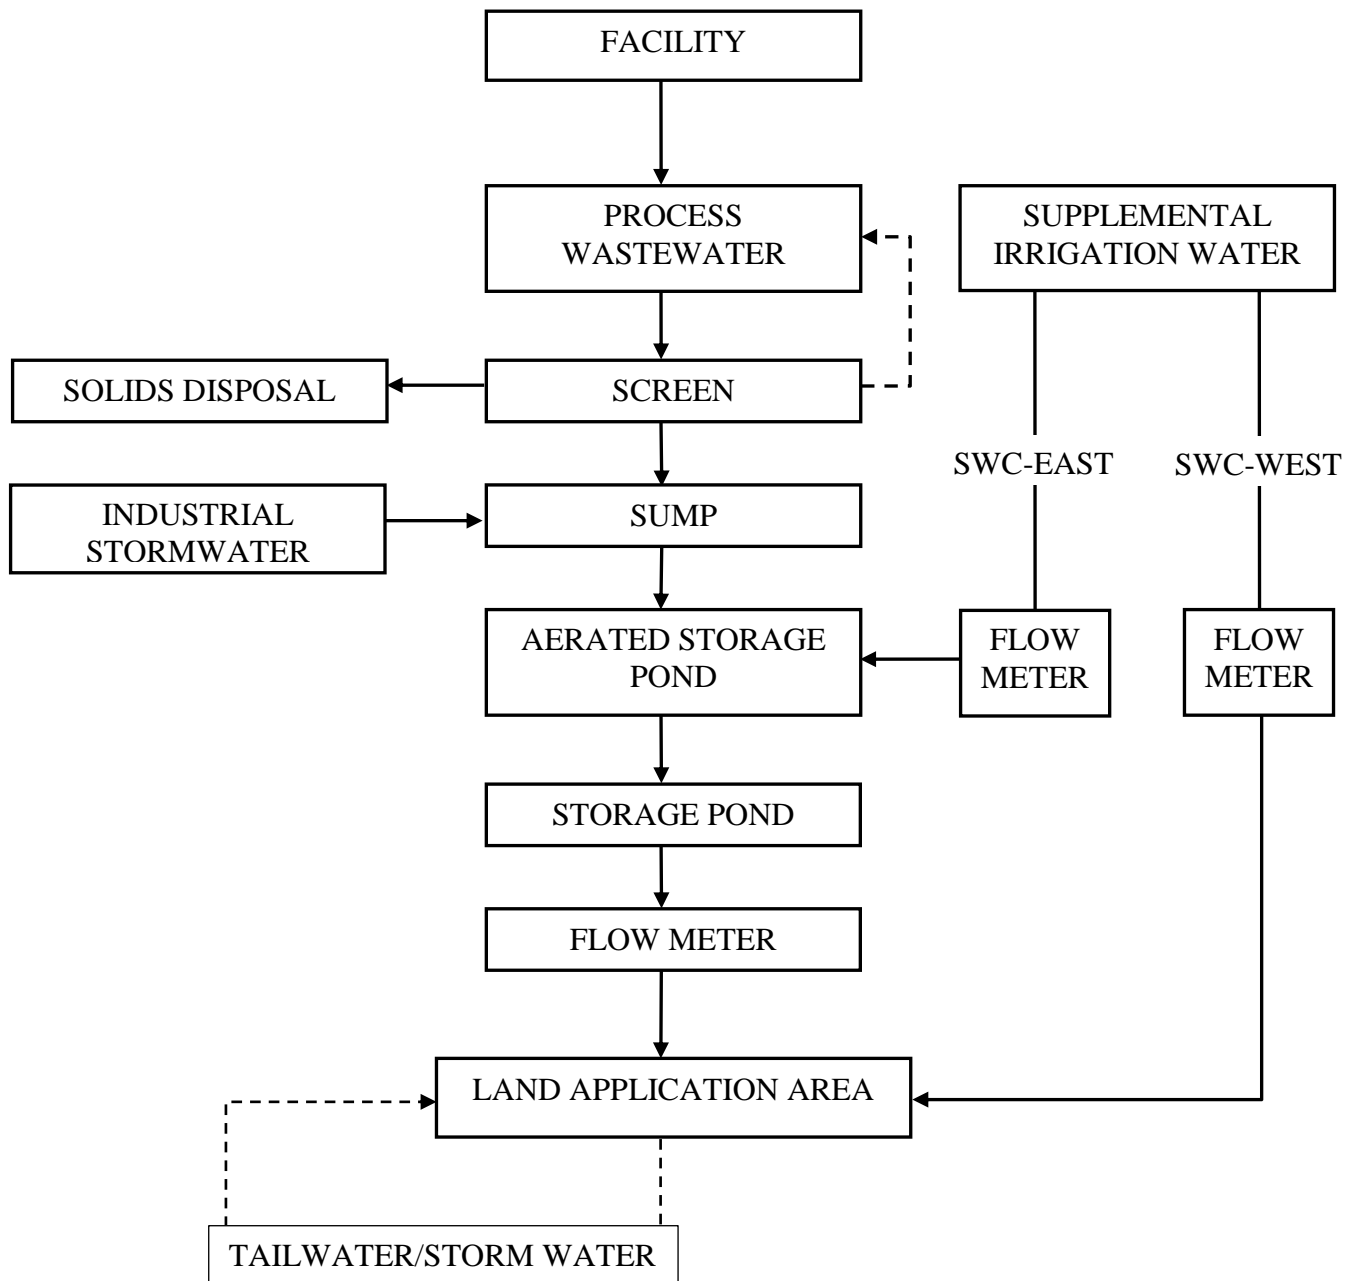 FACILITY
PROCESS
WASTEWATER
SUPPLEMENTAL
IRRIGATION WATER
SOLIDS DISPOSAL
SCREEN
SWC-EAST
SWC-WEST
INDUSTRIAL
STORMWATER
SUMP
AERATED STORAGE
POND
FLOW
METER
FLOW
METER
STORAGE POND
FLOW METER
LAND APPLICATION AREA
TAILWATER/STORM WATER